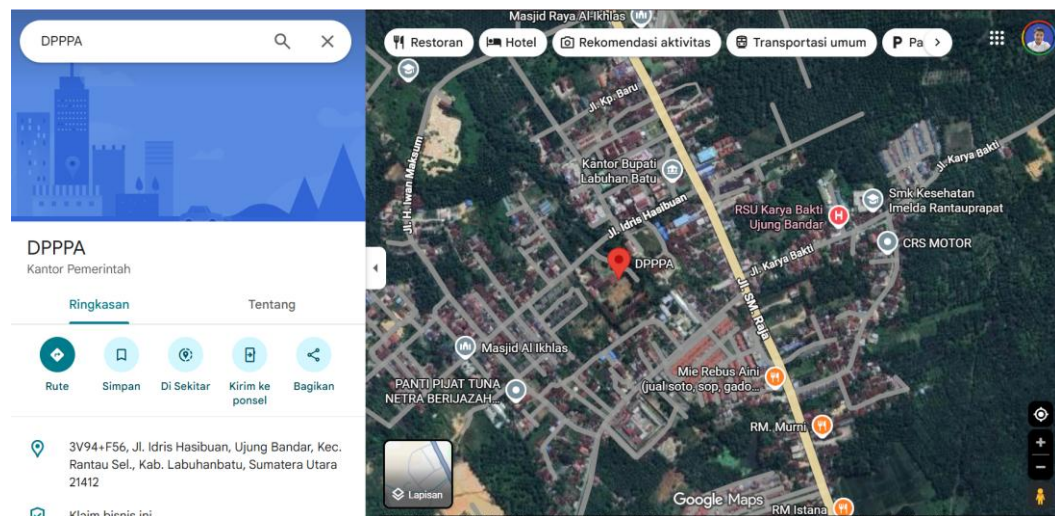 DPPPA
DPPPA
Kantor Pemerintah
Ringkasan
Tentang
Rute
Simpan
Di Sekitar
Kirim ke
ponsel
Bagikan
3V94+F56, Jl. Idris Hasibuan, Ujung Bandar, Kec.
Rantau Sel., Kab. Labuhanbatu, Sumatera Utara
21412
Klaim bisnis ini
Masjid Raya Al-Ikhlas
Restoran
Hotel
Rekomendasi aktivitas
Transportasi umum
P Pa
Jl. Kp. Baru
Jl. H. Iwan Maksum
Kantor Bupati
Labuhan Batu
Jl. Karya Bakti
Smk Kesehatan
Imelda Rantauprapat
RSU Karya Bakti
Ujung Bandar
H
Jl. Idris Hasibuan
CRS MOTOR
DPPPA
Jl. Karya Bakti
Jl. SM. Raja
Masjid Al Ikhlas
Mie Rebus Aini
(jual soto, sop, gado...
PANTI PIJAT TUNA
NETRA BERIJAZAH...
RM. Murni
Lapisan
Google Maps
RM Istana